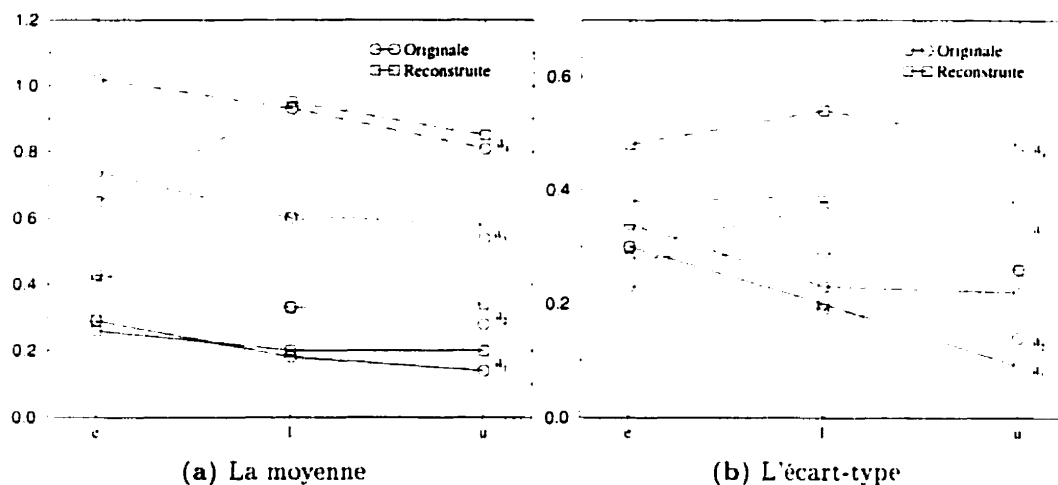 1.2
1.0
0.8
0.6
0.4
0.2
0.0
Originale
Reconstruite
e
u
(a) La moyenne
0.6
0.4
0.2
0.0
Originale
Reconstruite
e
u
(b) L'écart-type